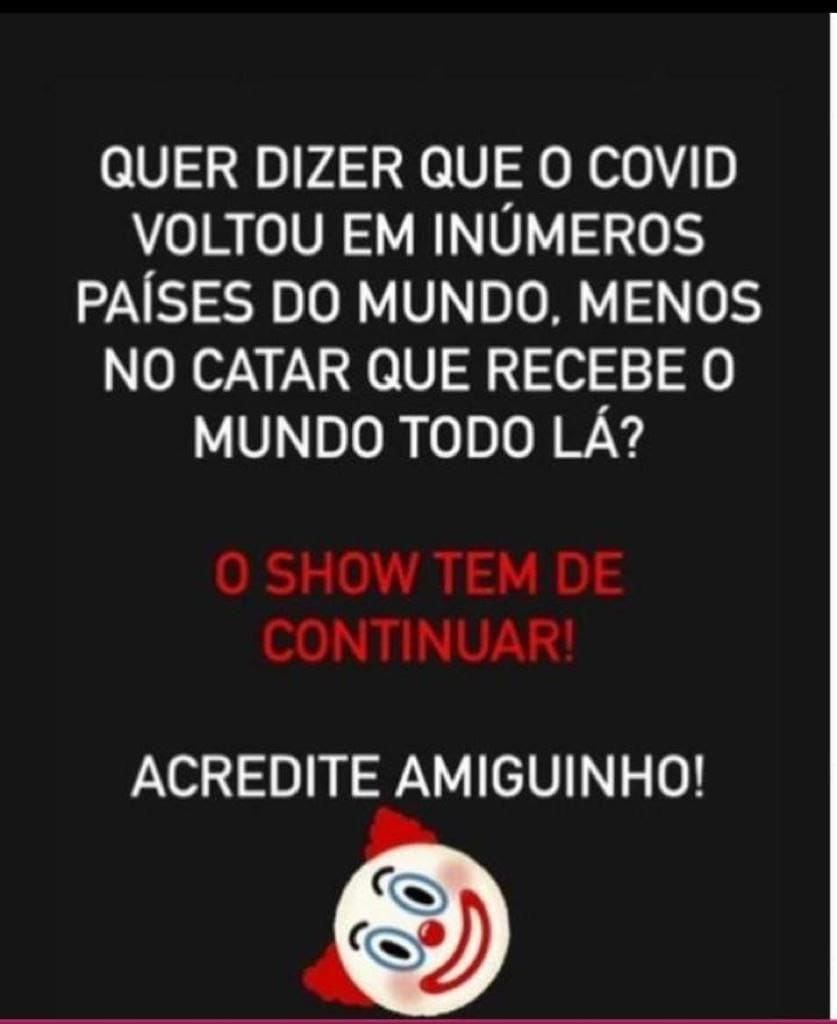 QUER DIZER QUE O COVID
VOLTOU EM INÚMEROS
PAÍSES DO MUNDO, MENOS
NO CATAR QUE RECEBE O
MUNDO TODO LÁ?
O SHOW TEM DE
CONTINUAR!
ACREDITE AMIGUINHO!